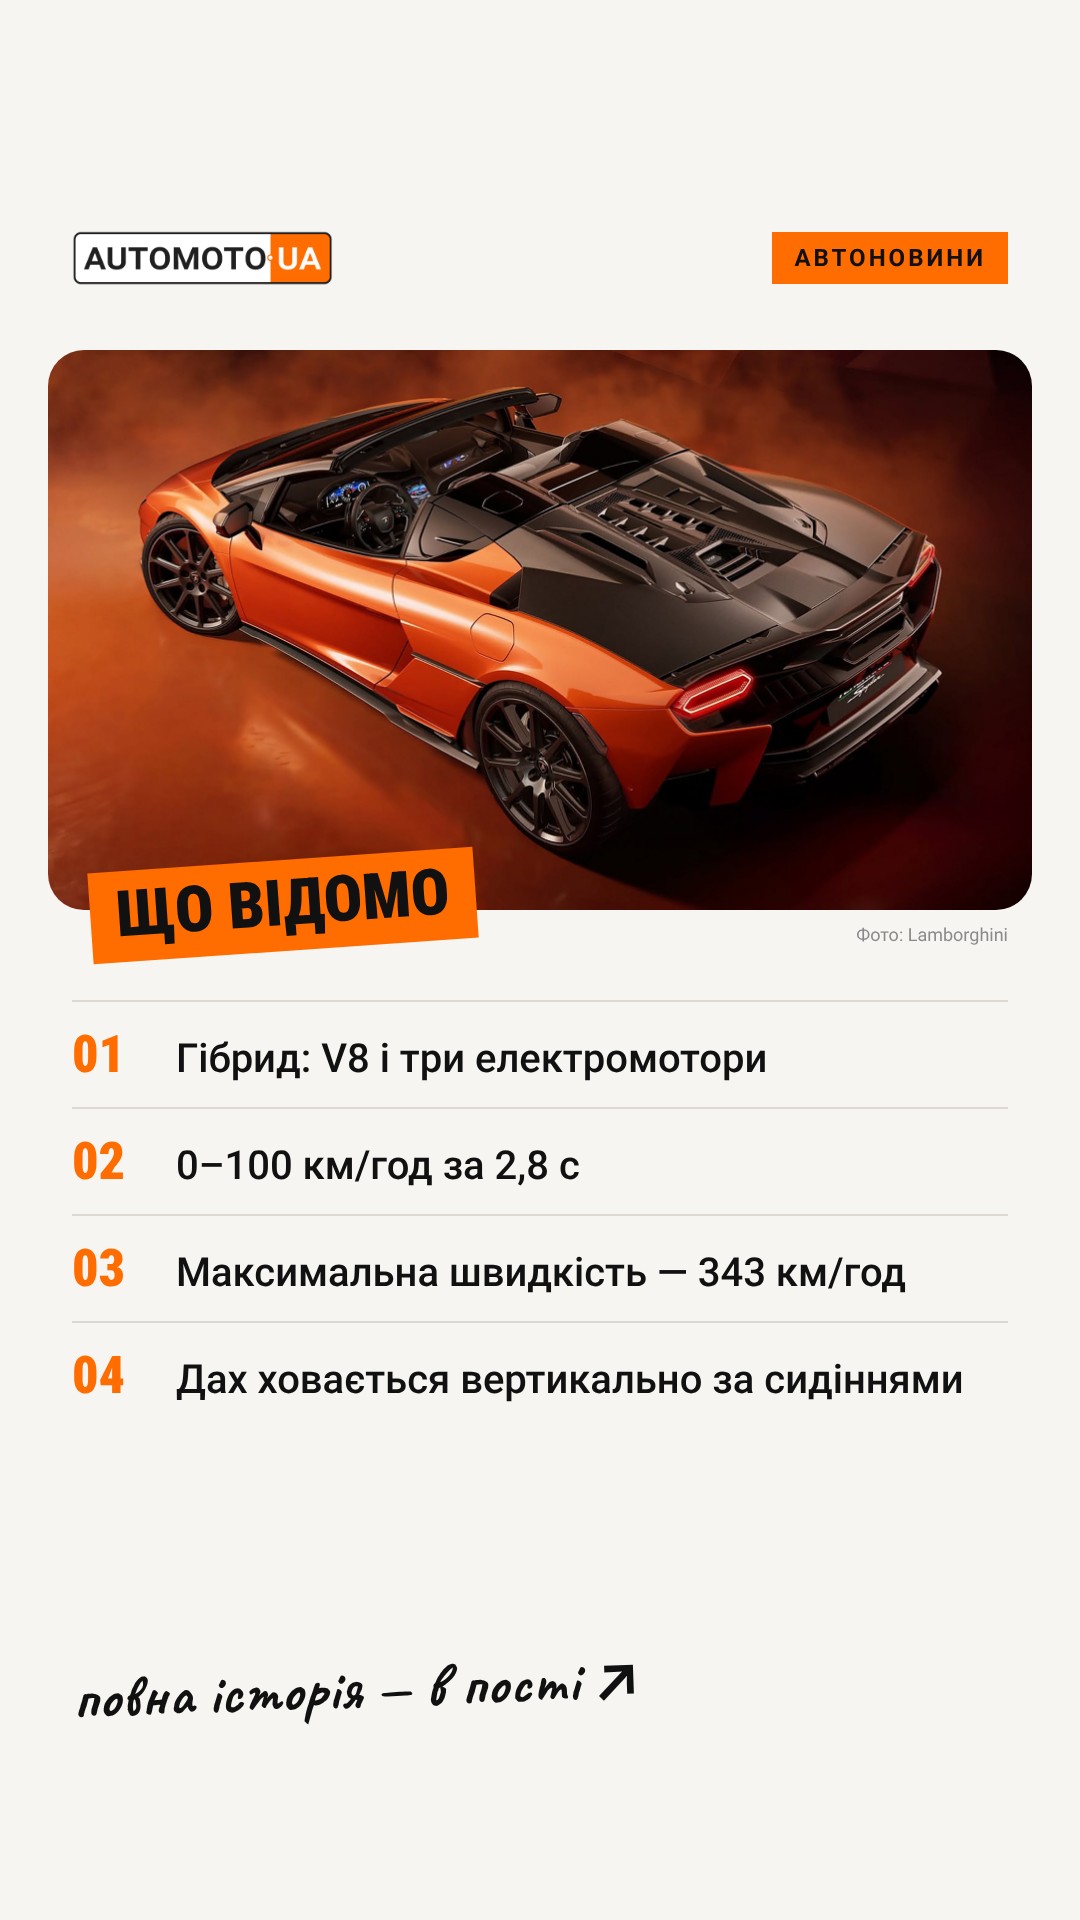 AUTOMOTO UA
АВТОНОВИНИ
ЩО ВІДОМО
Фото: Lamborghini
01 Гібрид: V8 і три електромотори
02 0–100 км/год за 2,8 с
03 Максимальна швидкість — 343 км/год
04 Дах ховається вертикально за сидіннями
повна історія — в пості ↗